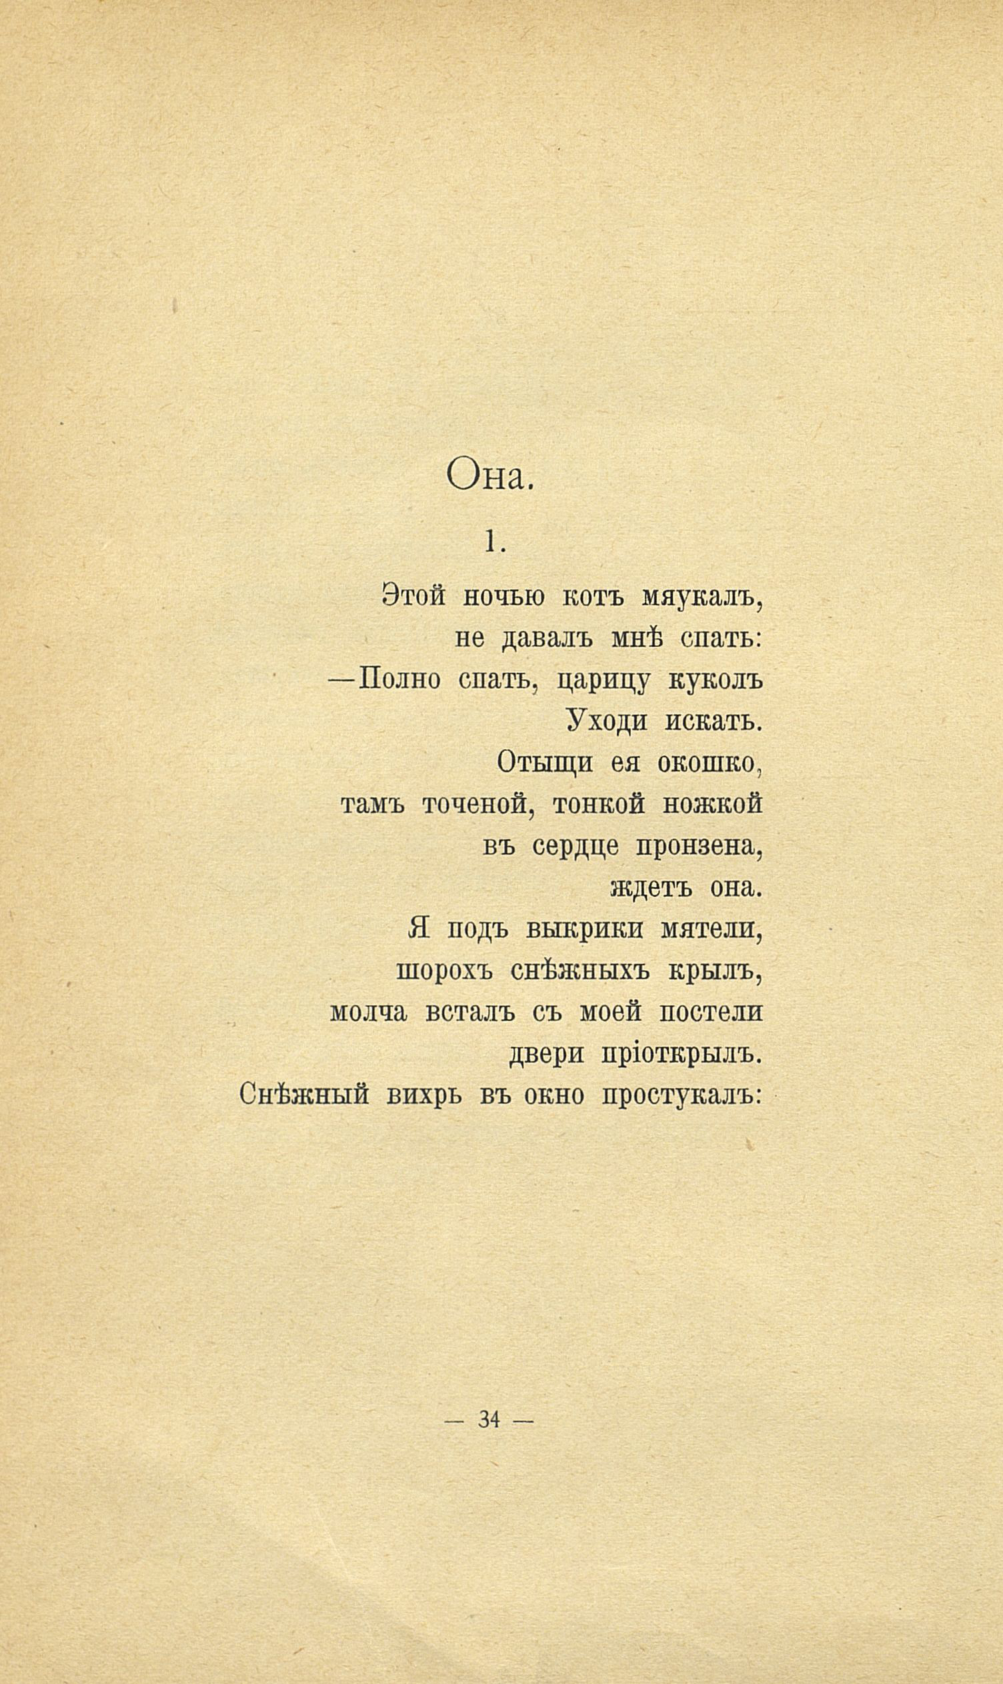 Она.
1.
Этой ночью котъ мяукалъ,
не давалъ мнѣ спать:
—Полно спать, царицу куколъ
Уходи искать.
Отыщи ея окошко,
тамъ точеной, тонкой ножкой
въ сердце пронзена,
ждетъ она.
Я подъ выкрики мятели,
шорохъ снѣжныхъ крылъ,
молча всталъ съ моей постели
двери пріоткрылъ.
Снѣжный вихрь въ окно простукалъ:
— 34 —